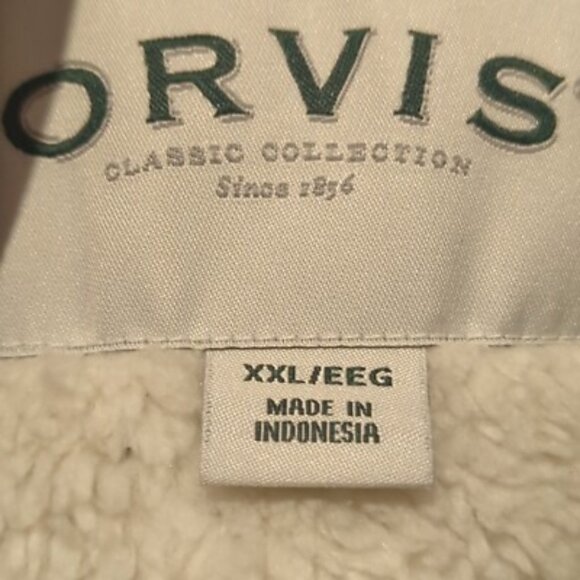 ORVIS
CLASSIC COLLECTION
Since 1856
XXL/EEG
MADE IN
INDONESIA